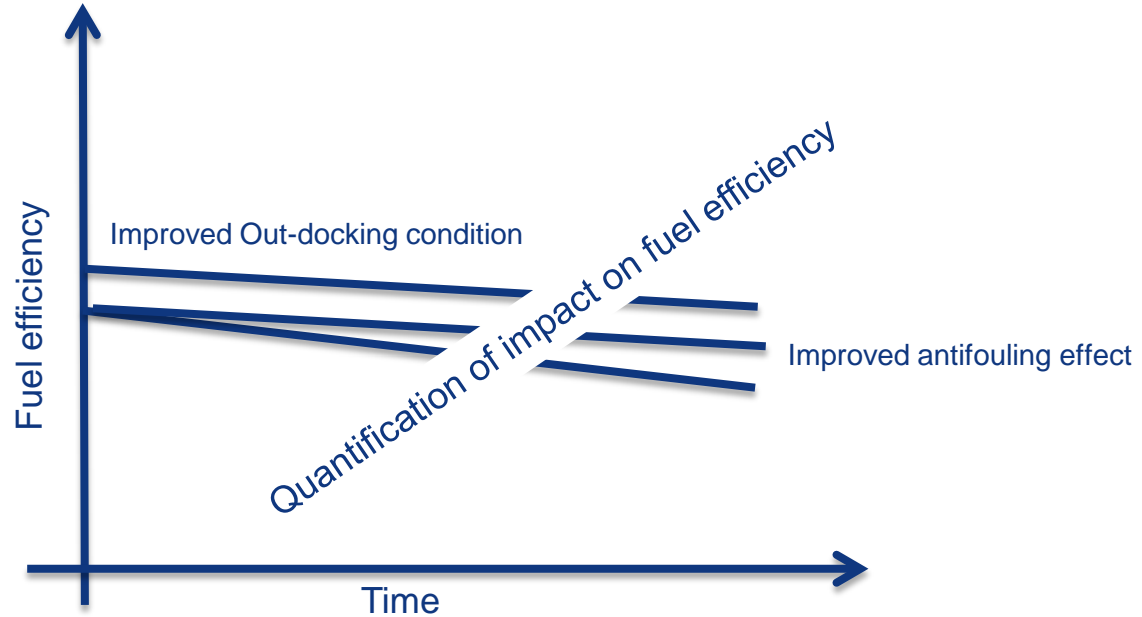 Fuel efficiency
Improved Out-docking condition
Quantification of impact on fuel efficiency
Improved antifouling effect
Time